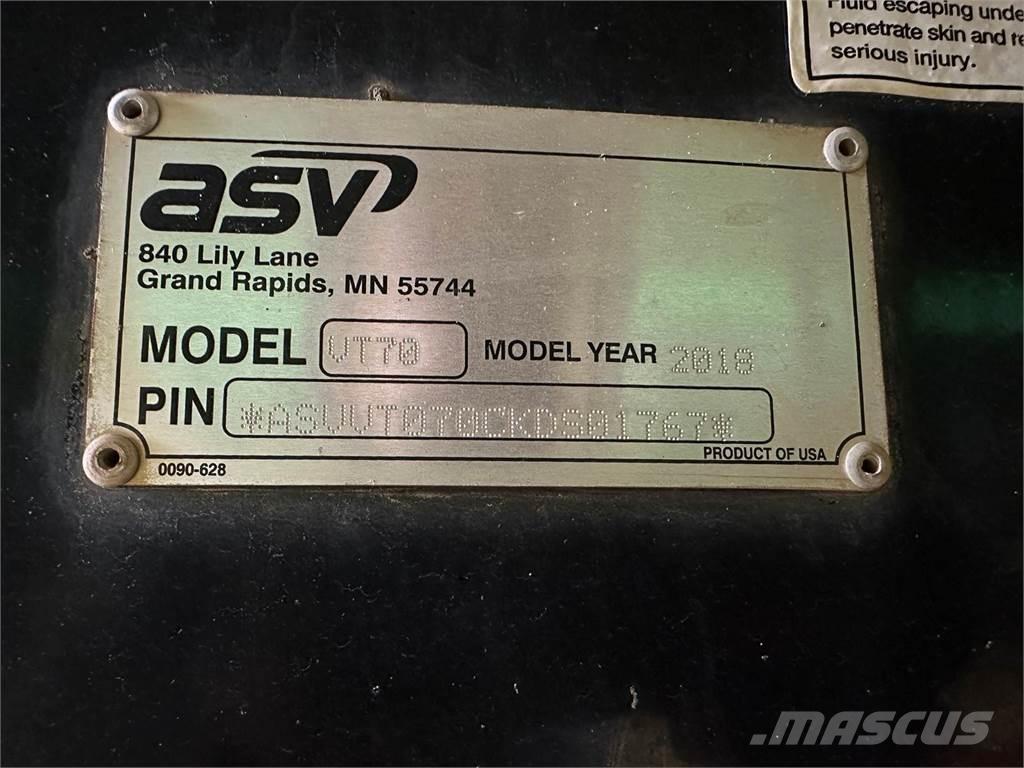 Fluid escaping unde
penetrate skin and re
serious injury.
asv
840 Lily Lane
Grand Rapids, MN 55744
MODEL VT70 MODEL YEAR 2018
PIN *ASVVT070CKDS01767*
PRODUCT OF USA
0090-628
MASCUS